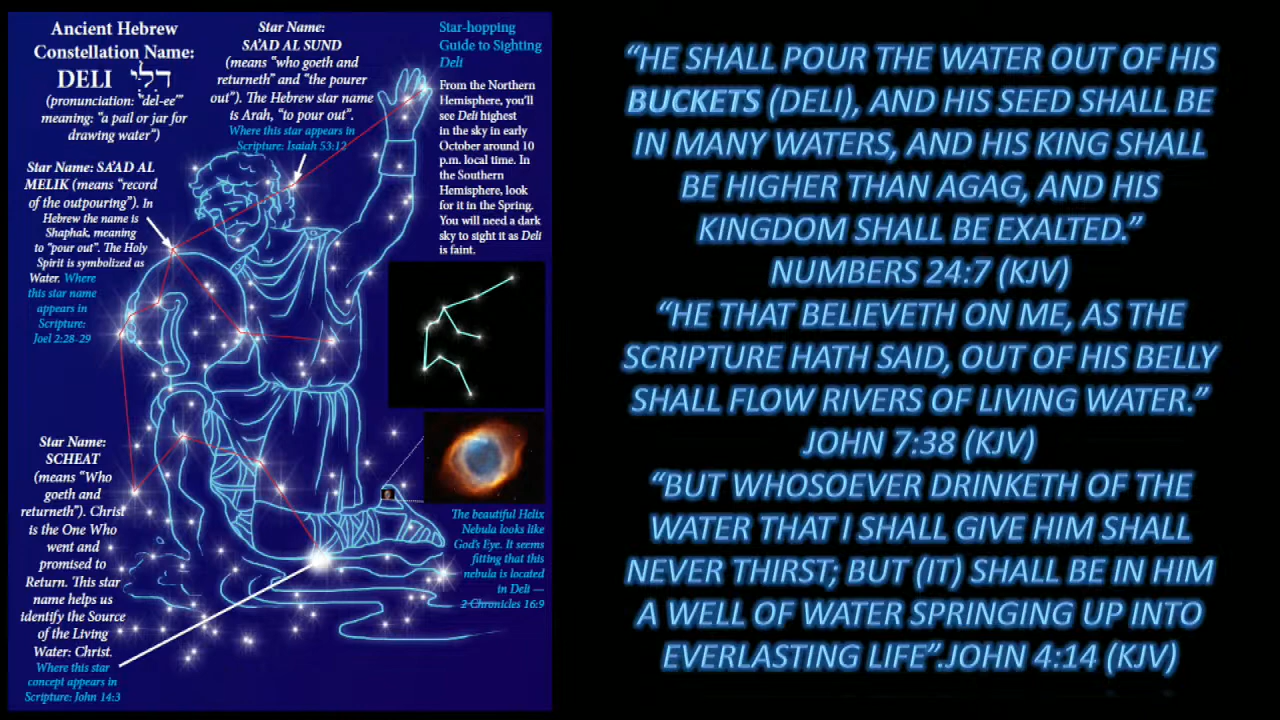 Ancient Hebrew
Constellation Name:
DELI דְלִי
(pronunciation: “del-ee”
meaning: “a pail or jar for
drawing water”)
Star Name:
SA’AD AL SUND
(means “who goeth and
returneth” and “the pourer
out”). The Hebrew star name
is Arah, “to pour out”.
Where this star appears in
Scripture: Isaiah 53:12
Star-hopping
Guide to Sighting
Deli
From the Northern
Hemisphere, you’ll
see Deli highest
in the sky in early
October around 10
p.m. local time. In
the Southern
Hemisphere, look
for it in the Spring.
You will need a dark
sky to sight it as Deli
is faint.
Star Name: SA’AD AL
MELIK (means “record
of the outpouring”). In
Hebrew the name is
Shaphak, meaning
to “pour out”. The Holy
Spirit is symbolized as
Water. Where
this star name
appears in
Scripture:
Joel 2:28-29
Star Name:
SCHEAT
(means “Who
goeth and
returneth”). Christ
is the One Who
went and
promised to
Return. This star
name helps us
identify the Source
of the Living
Water: Christ.
Where this star
concept appears in
Scripture: John 14:3
The beautiful Helix
Nebula looks like
God’s Eye. It seems
fitting that this
nebula is located
in Deli —
2 Chronicles 16:9
“HE SHALL POUR THE WATER OUT OF HIS
BUCKETS (DELI), AND HIS SEED SHALL BE
IN MANY WATERS, AND HIS KING SHALL
BE HIGHER THAN AGAG, AND HIS
KINGDOM SHALL BE EXALTED.”
NUMBERS 24:7 (KJV)
“HE THAT BELIEVETH ON ME, AS THE
SCRIPTURE HATH SAID, OUT OF HIS BELLY
SHALL FLOW RIVERS OF LIVING WATER.”
JOHN 7:38 (KJV)
“BUT WHOSOEVER DRINKETH OF THE
WATER THAT I SHALL GIVE HIM SHALL
NEVER THIRST; BUT (IT) SHALL BE IN HIM
A WELL OF WATER SPRINGING UP INTO
EVERLASTING LIFE”.JOHN 4:14 (KJV)